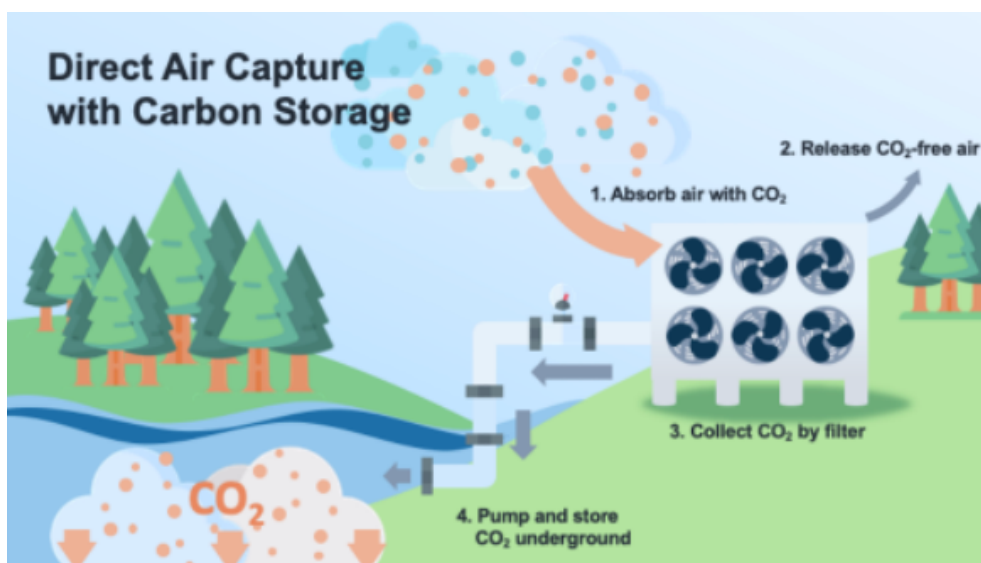 Direct Air Capture
with Carbon Storage
2. Release CO₂-free air
1. Absorb air with CO₂
3. Collect CO₂ by filter
CO₂
4. Pump and store
CO₂ underground